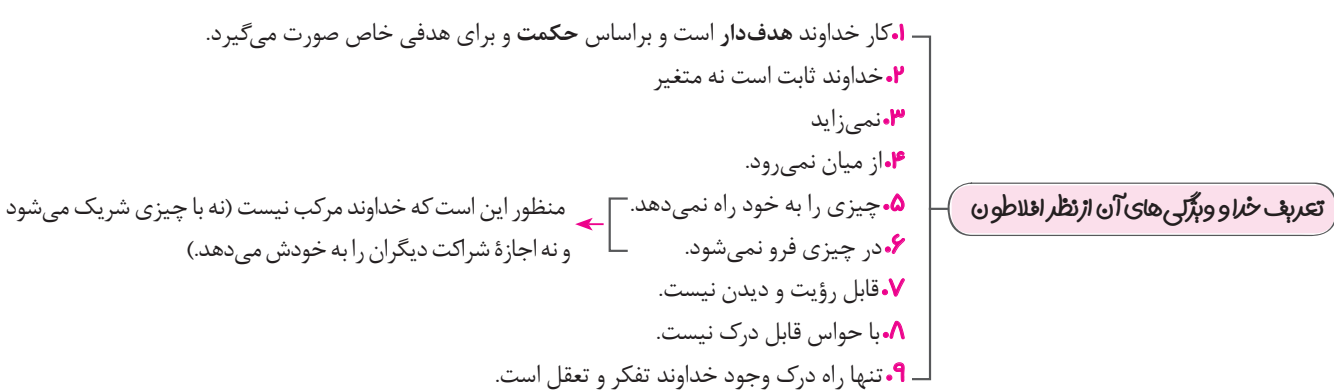 تعریف خدا و ویژگی‌های آن از نظر افلاطون
۱.کار خداوند هدف‌دار است و براساس حکمت و برای هدفی خاص صورت می‌گیرد.
۲.خداوند ثابت است نه متغیر
۳.نمی‌زاید
۴.از میان نمی‌رود.
۵.چیزی را به خود راه نمی‌دهد.
۶.در چیزی فرو نمی‌شود.
منظور این است که خداوند مرکب نیست (نه با چیزی شریک می‌شود
و نه اجازهٔ شراکت دیگران را به خودش می‌دهد.)
۷.قابل رؤیت و دیدن نیست.
۸.با حواس قابل درک نیست.
۹.تنها راه درک وجود خداوند تفکر و تعقل است.